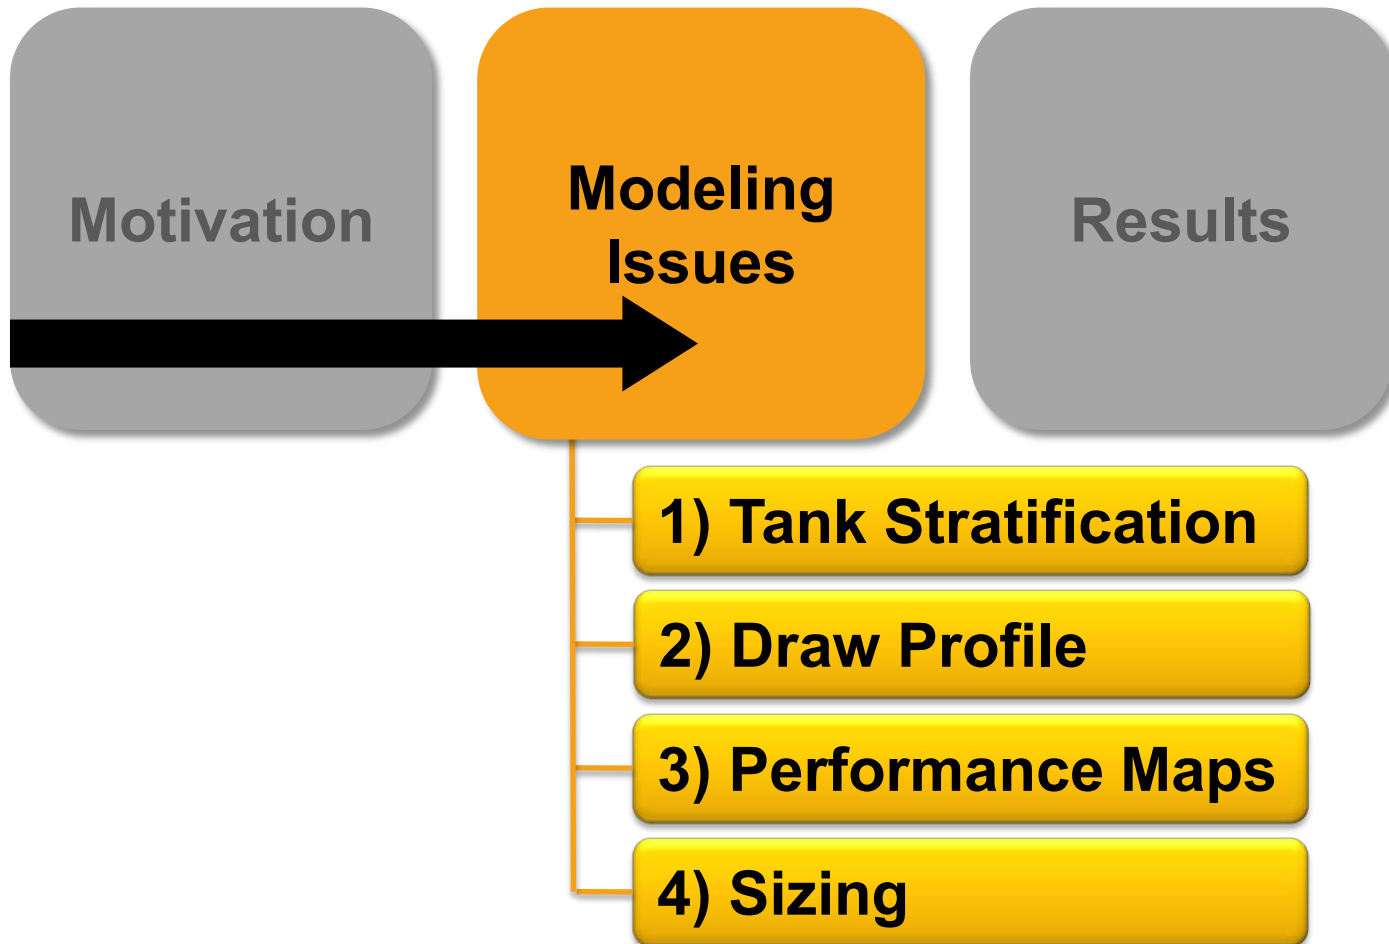 Motivation
Modeling
Issues
Results
1) Tank Stratification
2) Draw Profile
3) Performance Maps
4) Sizing